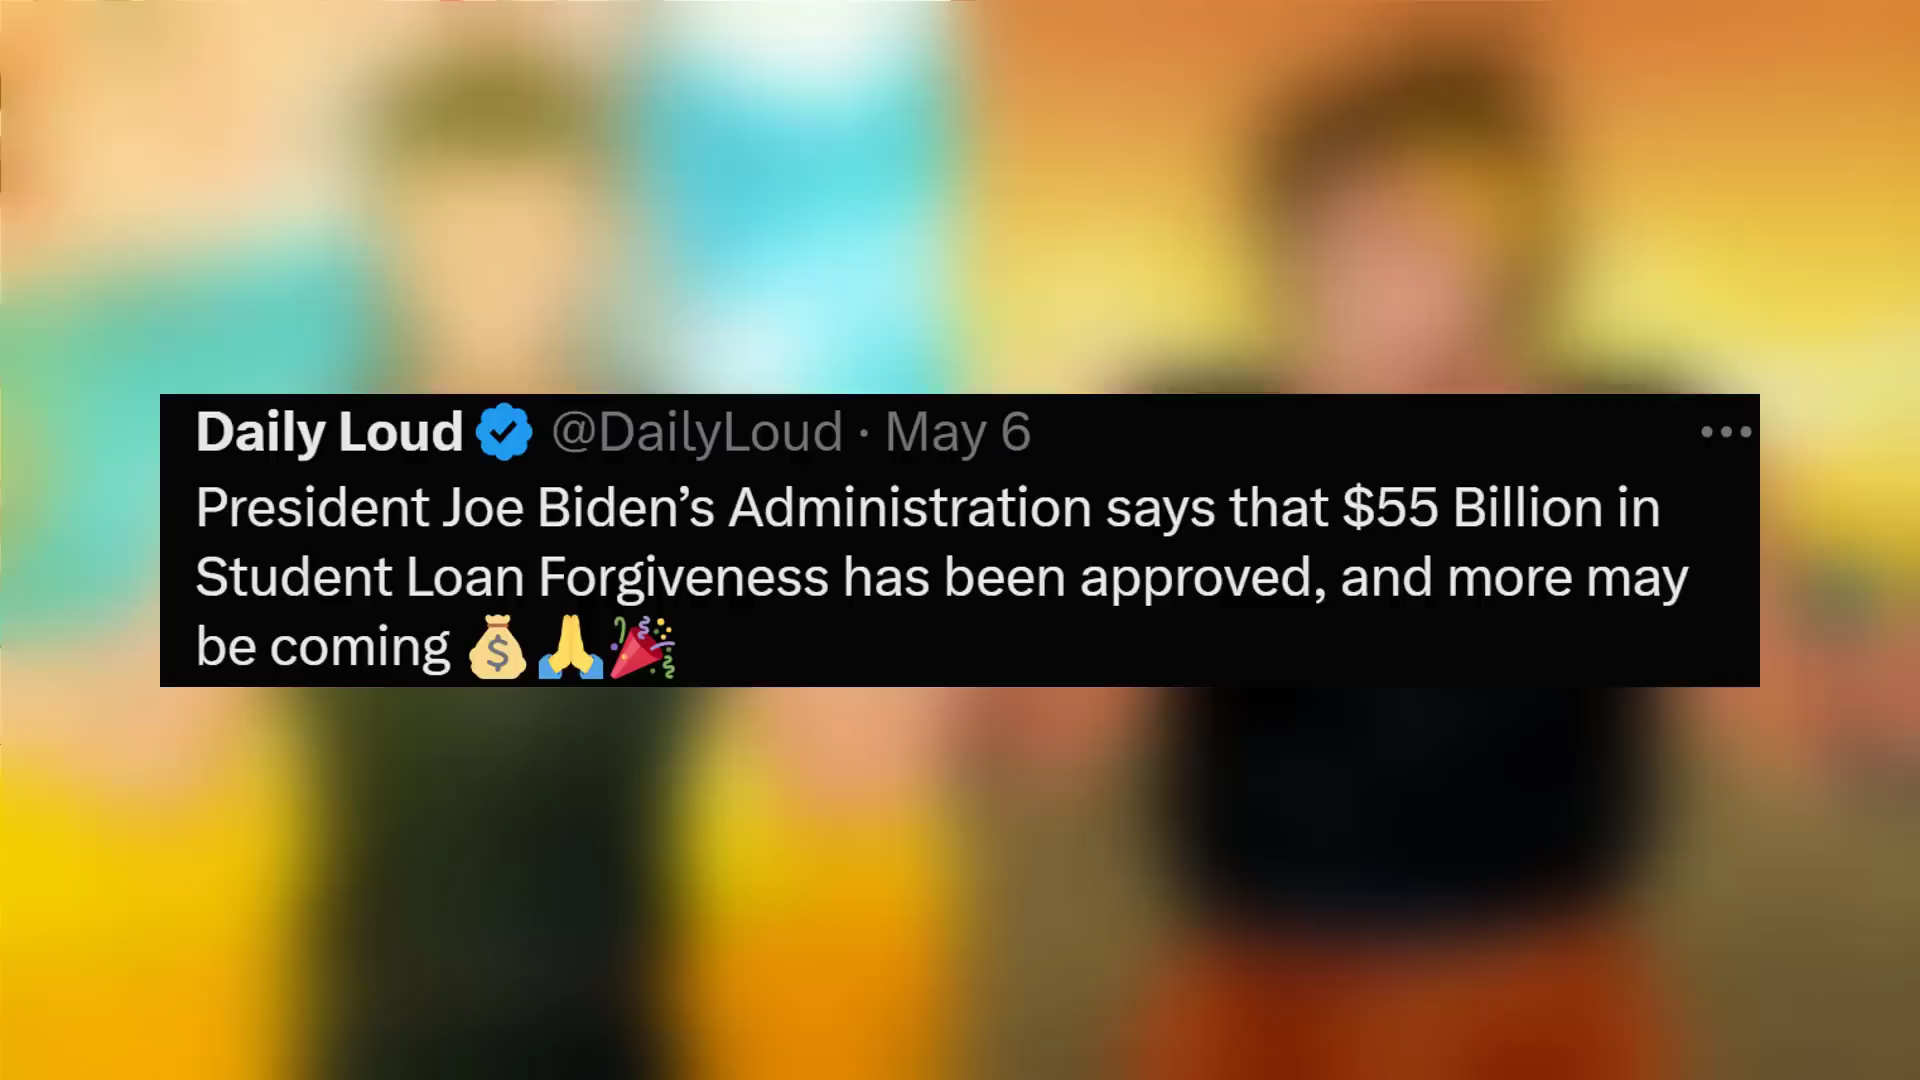 Daily Loud @DailyLoud · May 6
President Joe Biden’s Administration says that $55 Billion in
Student Loan Forgiveness has been approved, and more may
be coming 💰🙏🎉